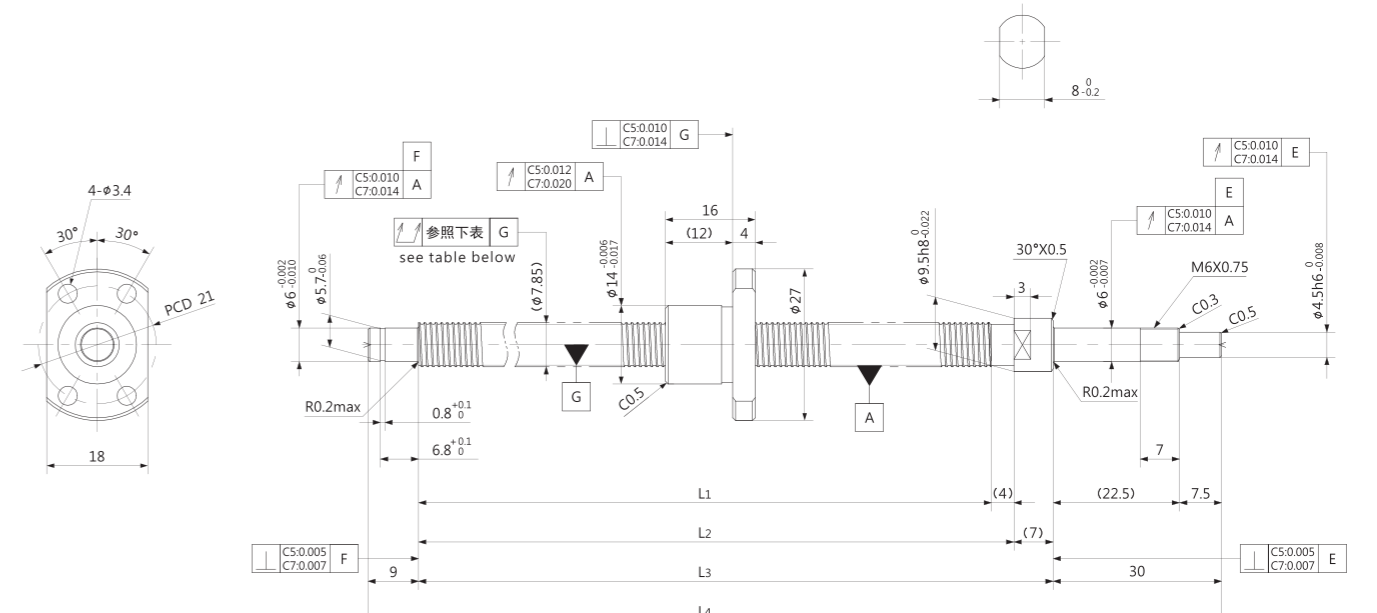 8 0 -0.2
C5:0.010
C7:0.014
G
C5:0.010
C7:0.014
E
F
C5:0.010
C7:0.014
A
C5:0.012
C7:0.020
A
E
C5:0.010
C7:0.014
A
4-φ3.4
30°
30°
PCD 21
18
参照下表
G
see table below
16
(12)
4
φ6 -0.002 -0.010
φ5.7 0 -0.06
(φ7.85)
φ14 -0.006 -0.017
φ27
φ9.5h8 0 -0.022
30°X0.5
3
φ6 -0.002 -0.007
M6X0.75
C0.3
C0.5
φ4.5h6 0 -0.008
G
A
C0.5
R0.2max
R0.2max
0.8 +0.1 0
6.8 +0.1 0
7
L1
(4)
(22.5)
7.5
L2
(7)
C5:0.005
C7:0.007
F
C5:0.005
C7:0.007
E
9
L3
30
L4